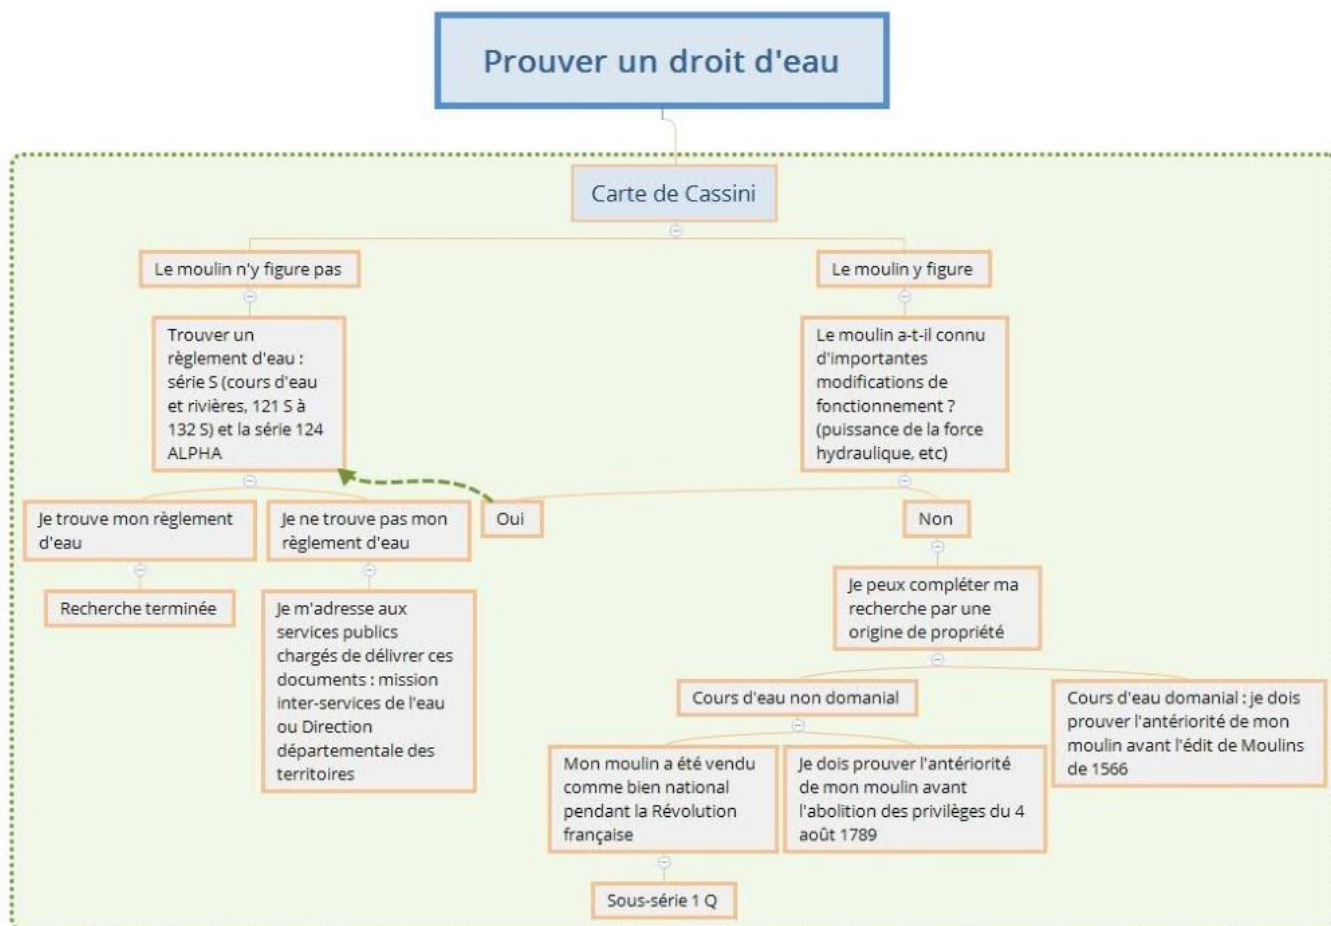 Prouver un droit d'eau
Carte de Cassini
Le moulin n'y figure pas
Le moulin y figure
Trouver un
règlement d'eau :
série S (cours d'eau
et rivières, 121 S à
132 S) et la série 124
ALPHA
Le moulin a-t-il connu
d'importantes
modifications de
fonctionnement ?
(puissance de la force
hydraulique, etc)
Je trouve mon règlement
d'eau
Je ne trouve pas mon
règlement d'eau
Oui
Non
Recherche terminée
Je m'adresse aux
services publics
chargés de délivrer ces
documents : mission
inter-services de l'eau
ou Direction
départementale des
territoires
Je peux compléter ma
recherche par une
origine de propriété
Cours d'eau non domanial
Cours d'eau domanial : je dois
prouver l'antériorité de mon
moulin avant l'édit de Moulins
de 1566
Mon moulin a été vendu
comme bien national
pendant la Révolution
française
Je dois prouver l'antériorité
de mon moulin avant
l'abolition des privilèges du 4
août 1789
Sous-série 1 Q